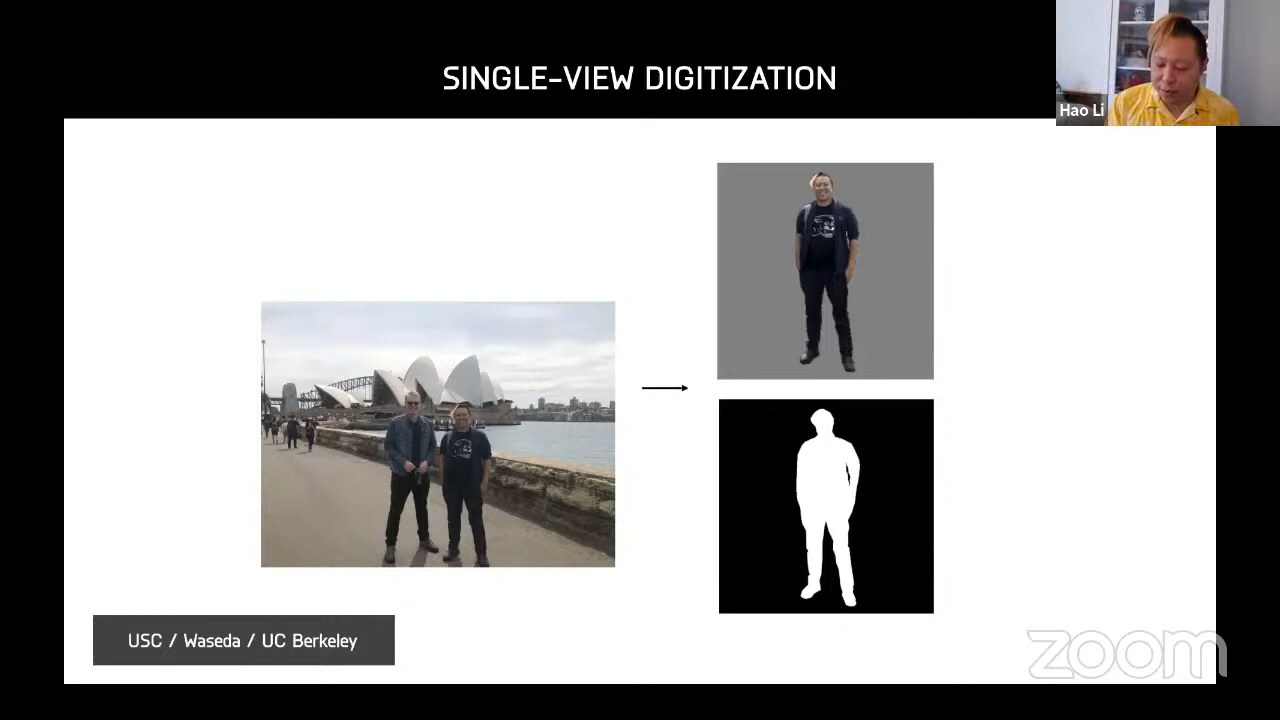 SINGLE-VIEW DIGITIZATION
Hao Li
USC / Waseda / UC Berkeley
zoom